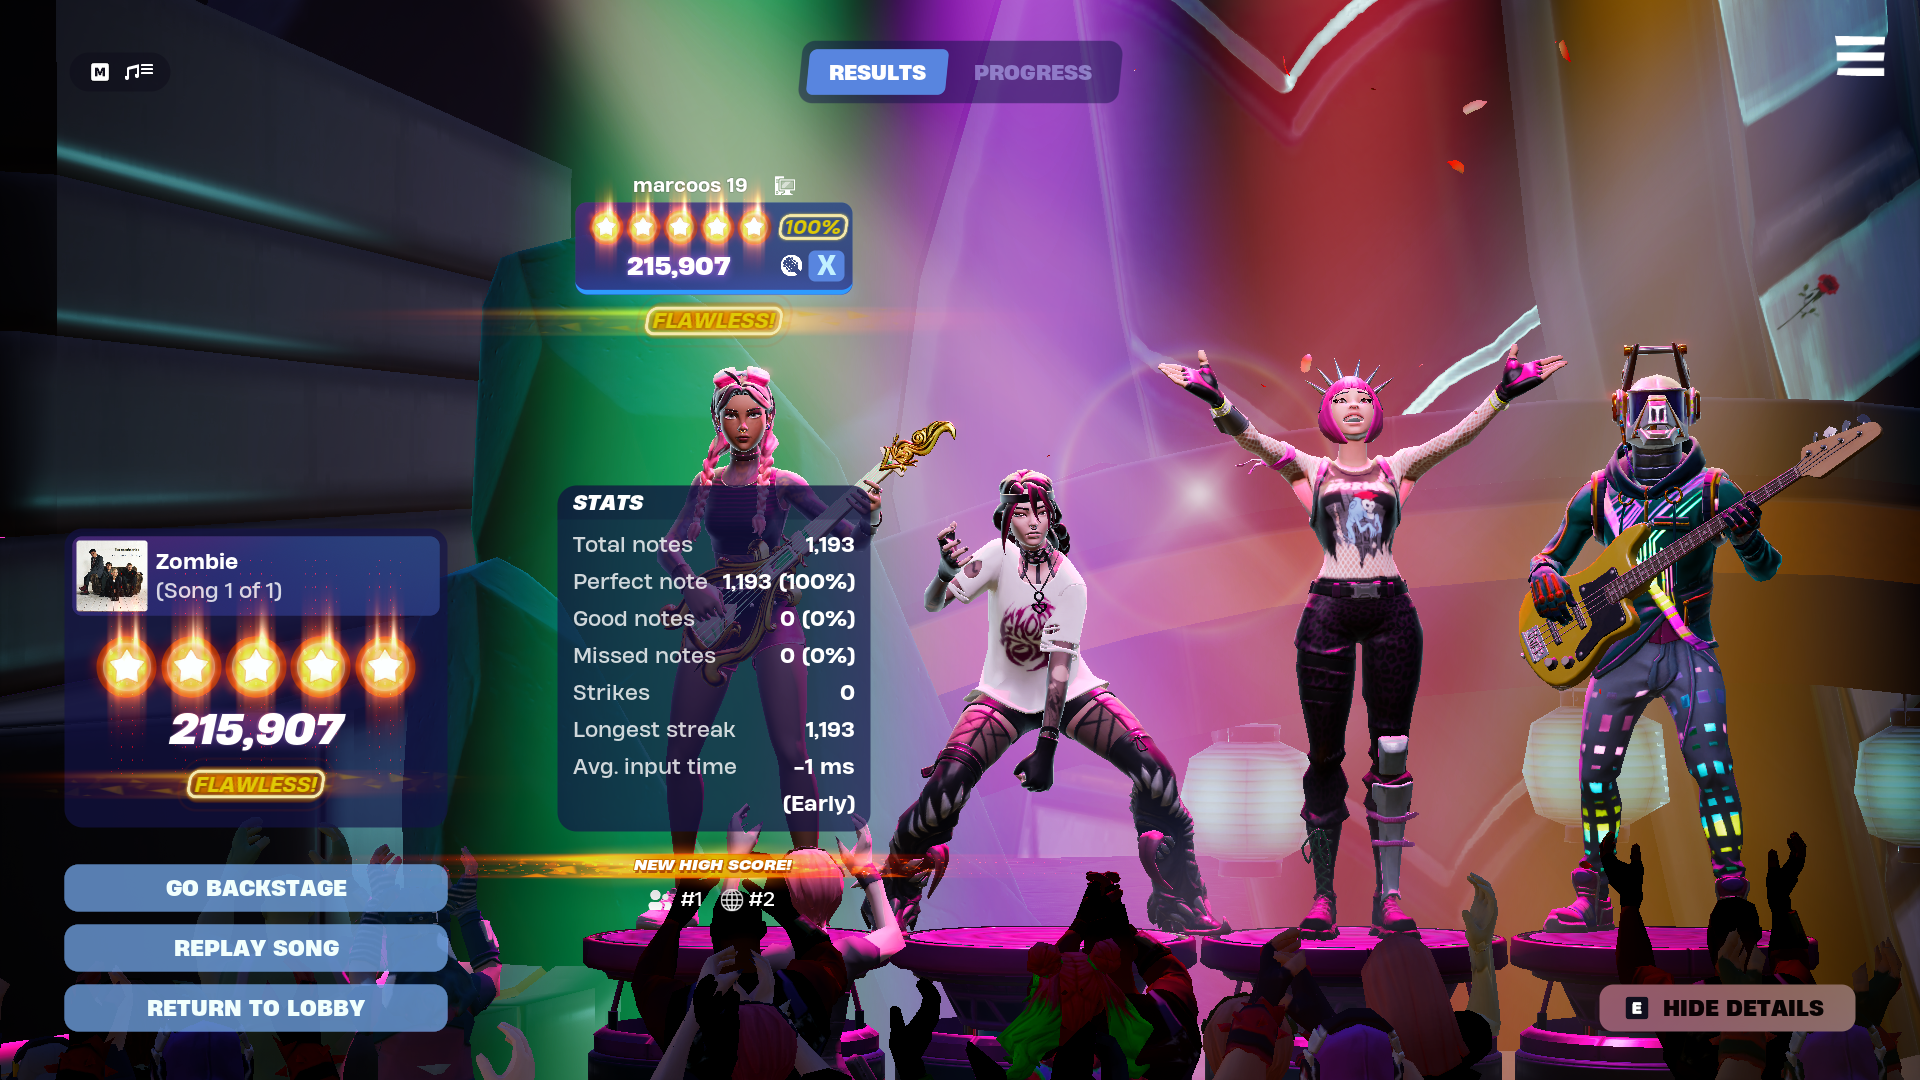 M
RESULTS
PROGRESS
marcoos 19
100%
215,907
X
FLAWLESS!
STATS
Total notes 1,193
Perfect note 1,193 (100%)
Good notes 0 (0%)
Missed notes 0 (0%)
Strikes 0
Longest streak 1,193
Avg. input time -1 ms
(Early)
NEW HIGH SCORE!
#1 #2
Zombie
(Song 1 of 1)
215,907
FLAWLESS!
GO BACKSTAGE
REPLAY SONG
RETURN TO LOBBY
E HIDE DETAILS